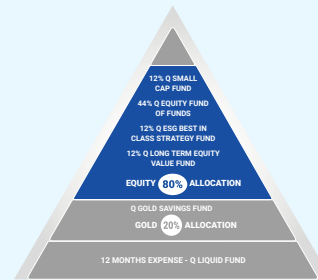 12% Q SMALL
CAP FUND
44% Q EQUITY FUND
OF FUNDS
12% Q ESG BEST IN
CLASS STRATEGY FUND
12% Q LONG TERM EQUITY
VALUE FUND
EQUITY 80% ALLOCATION
Q GOLD SAVINGS FUND
GOLD 20% ALLOCATION
12 MONTHS EXPENSE - Q LIQUID FUND